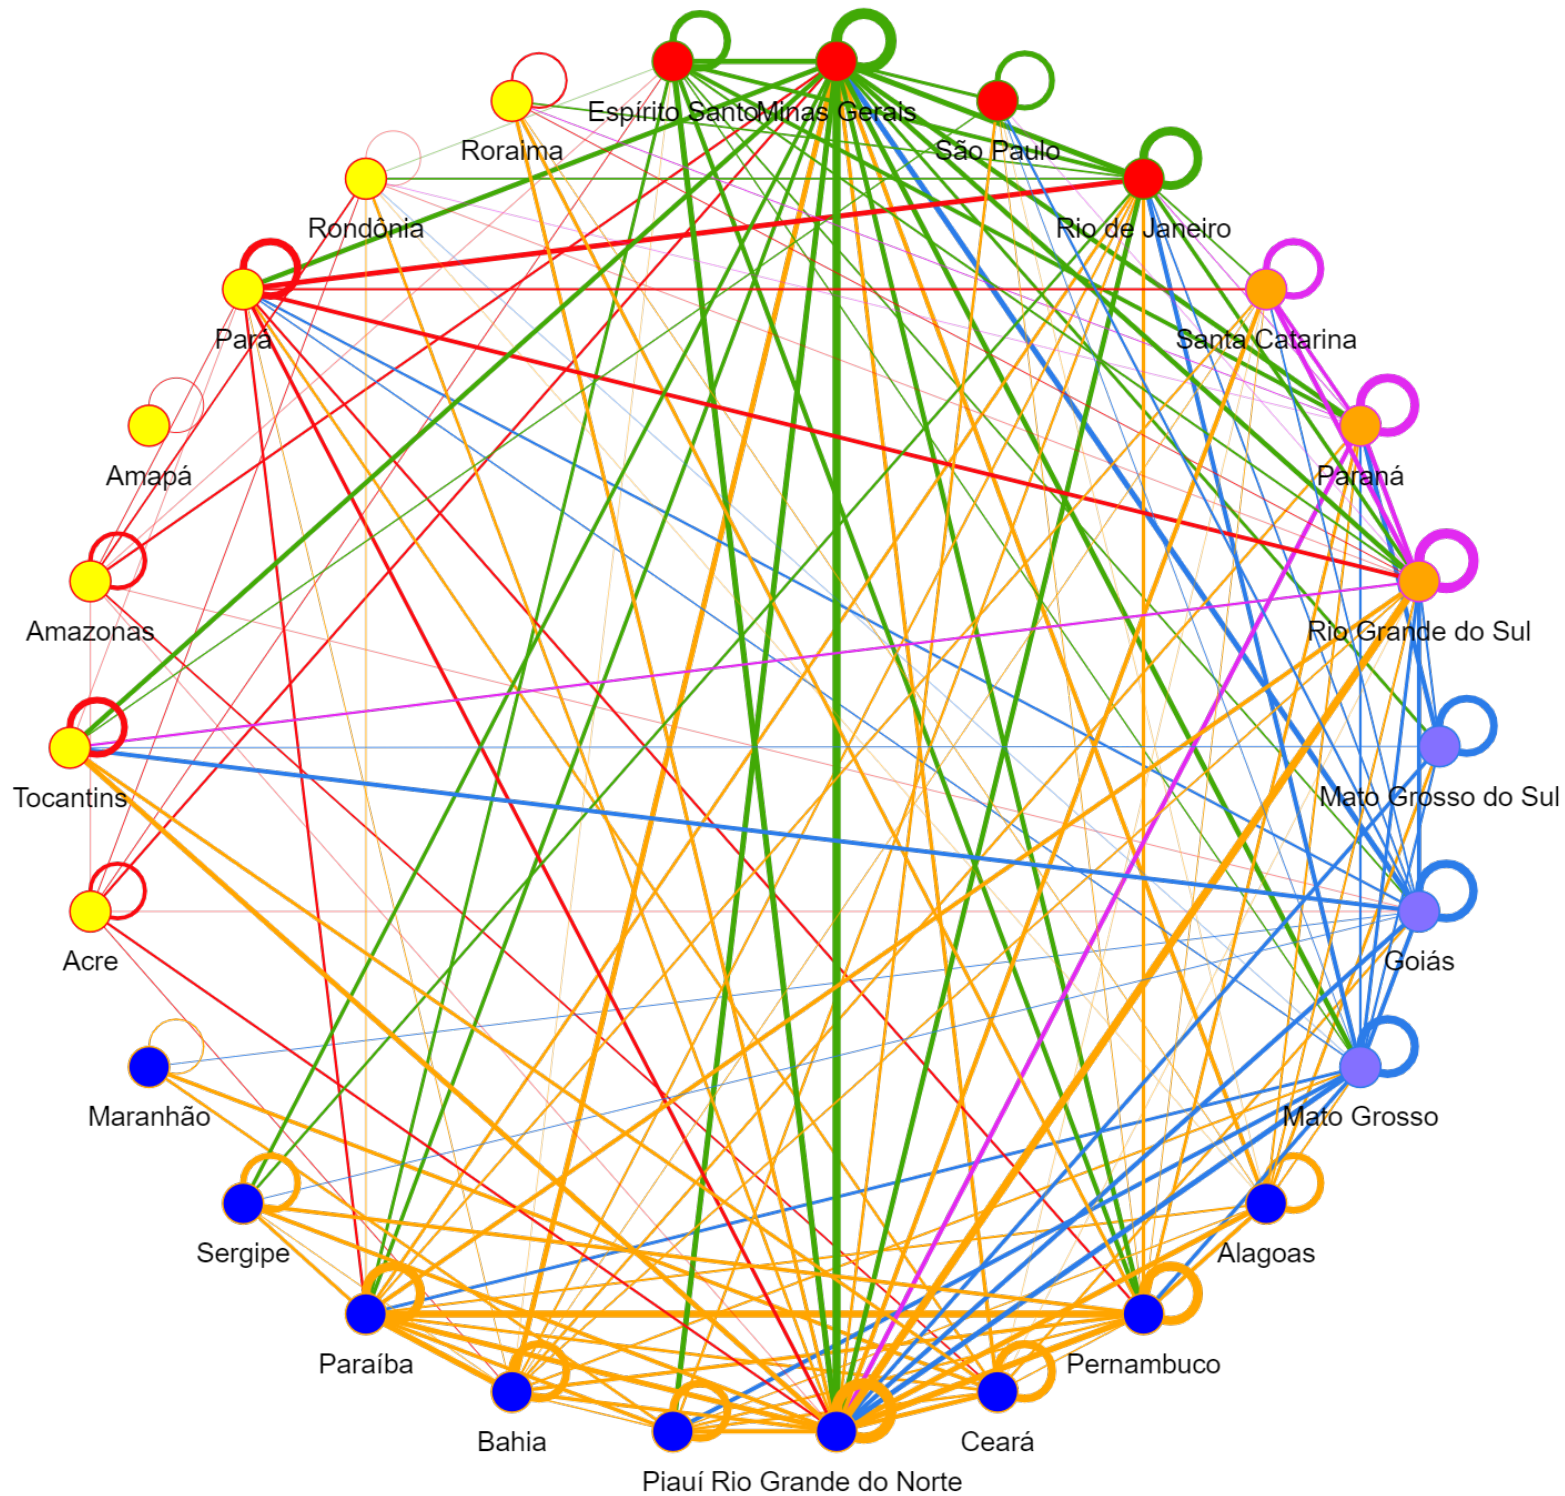 Espírito Santo
Minas Gerais
Roraima
São Paulo
Rondônia
Rio de Janeiro
Pará
Santa Catarina
Amapá
Paraná
Amazonas
Rio Grande do Sul
Tocantins
Mato Grosso do Sul
Acre
Goiás
Maranhão
Mato Grosso
Sergipe
Alagoas
Paraíba
Pernambuco
Bahia
Ceará
Piauí
Rio Grande do Norte